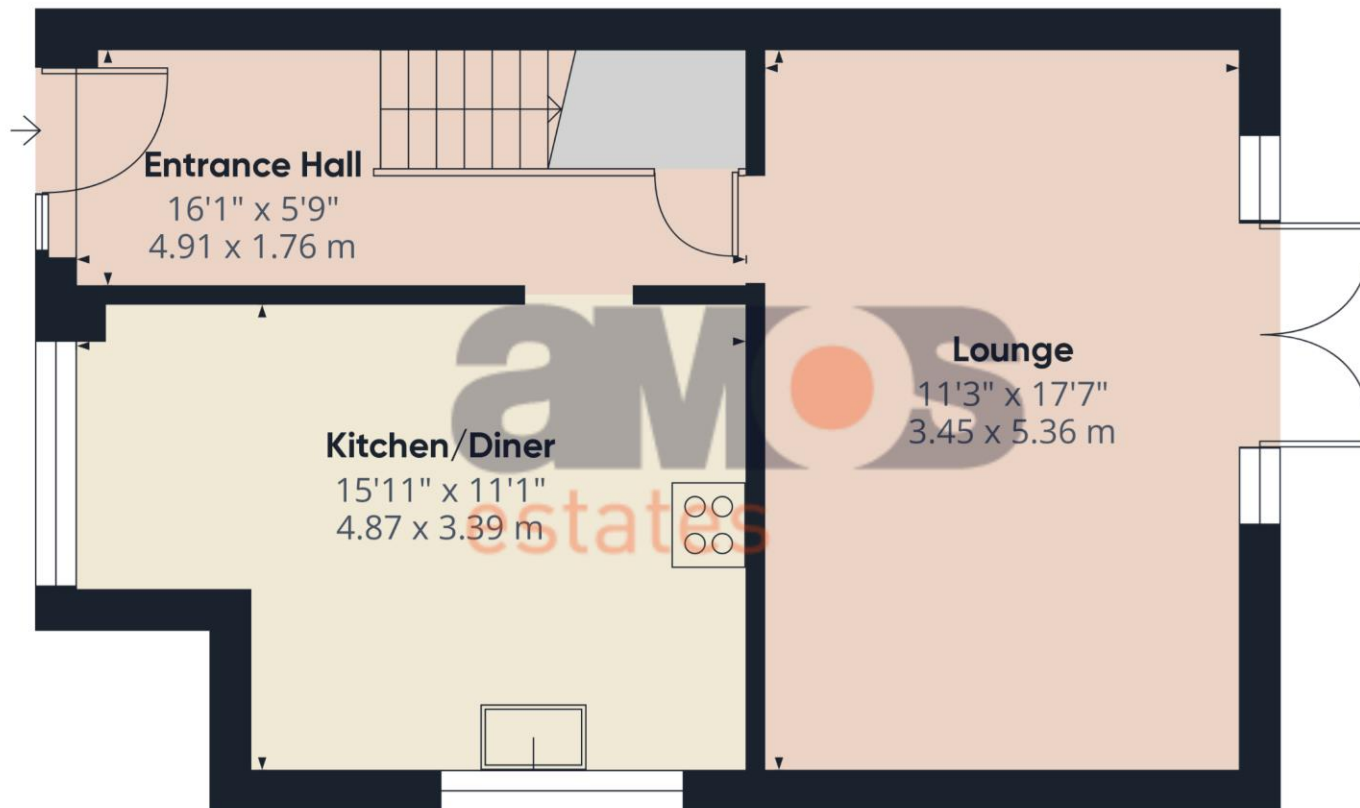 Entrance Hall
16'1" x 5'9"
4.91 x 1.76 m
Lounge
11'3" x 17'7"
3.45 x 5.36 m
Kitchen/Diner
15'11" x 11'1"
4.87 x 3.39 m
amos
estates